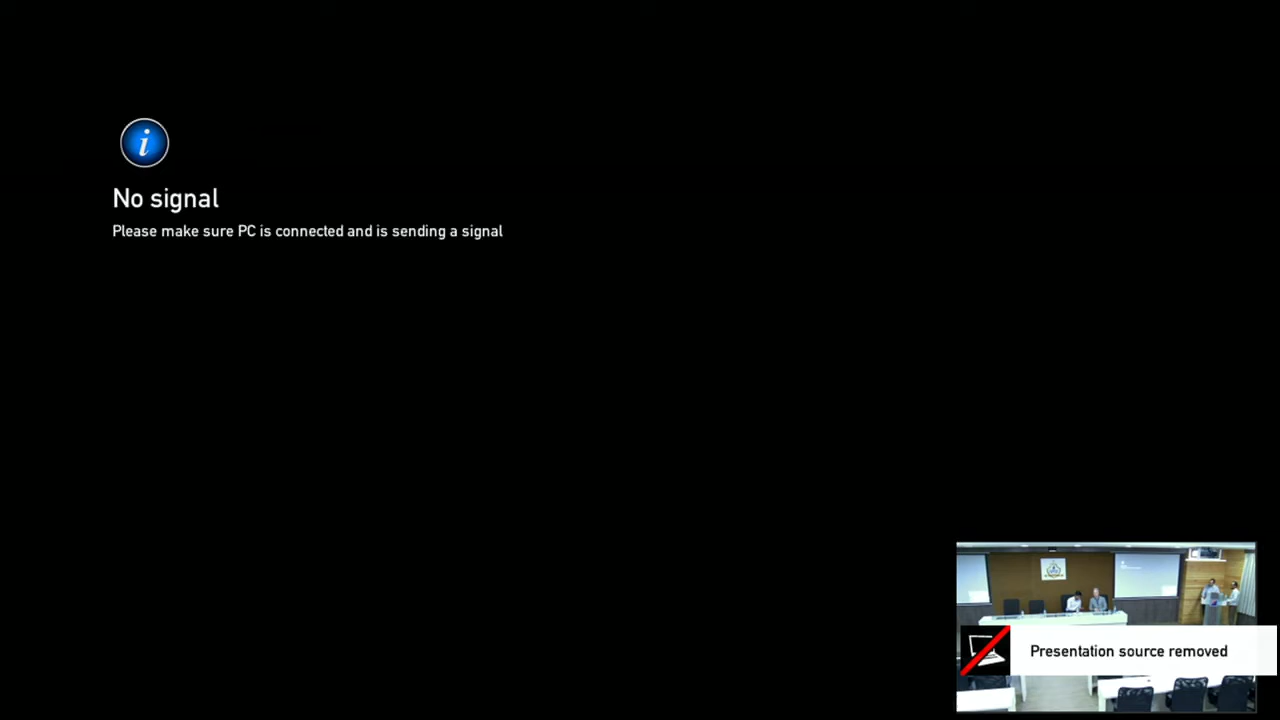 No signal
Please make sure PC is connected and is sending a signal
Presentation source removed